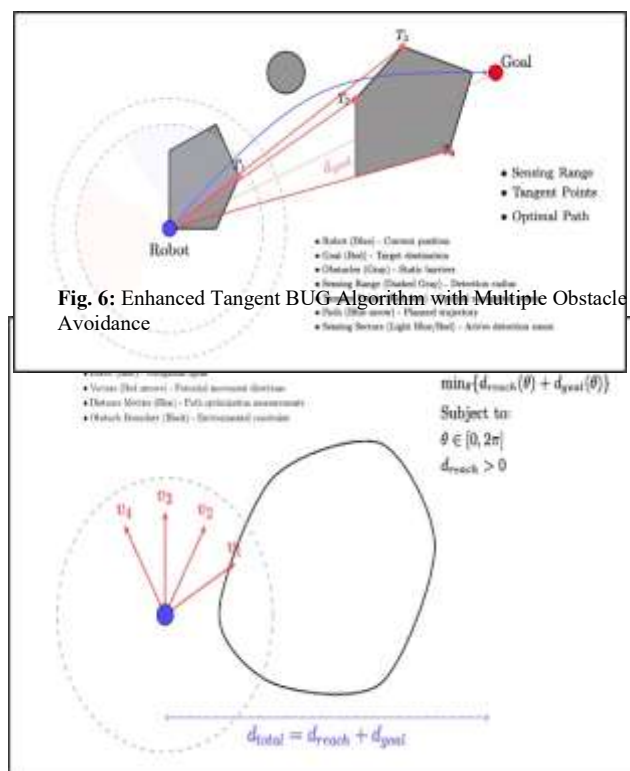 T₃
Goal
T₂
T₁
d_goal
T₄
Robot
• Sensing Range
• Tangent Points
• Optimal Path
• Robot (Blue) - Current position
• Goal (Red) - Target destination
• Obstacles (Gray) - Static barriers
• Sensing Range (Dashed Gray) - Detection radius
Fig. 6: Enhanced Tangent BUG Algorithm with Multiple Obstacle
Avoidance
• Path (Blue arrow) - Planned trajectory
• Sensing Sectors (Light Blue/Red) - Active detection zones
• Vectors (Red arrows) - Potential movement directions
• Distance Metrics (Blue) - Path optimization measurements
• Obstacle Boundary (Black) - Environmental constraint
min_θ{d_reach(θ) + d_goal(θ)}
Subject to:
θ ∈ [0, 2π]
d_reach > 0
v₄
v₃
v₂
v₁
d_total = d_reach + d_goal